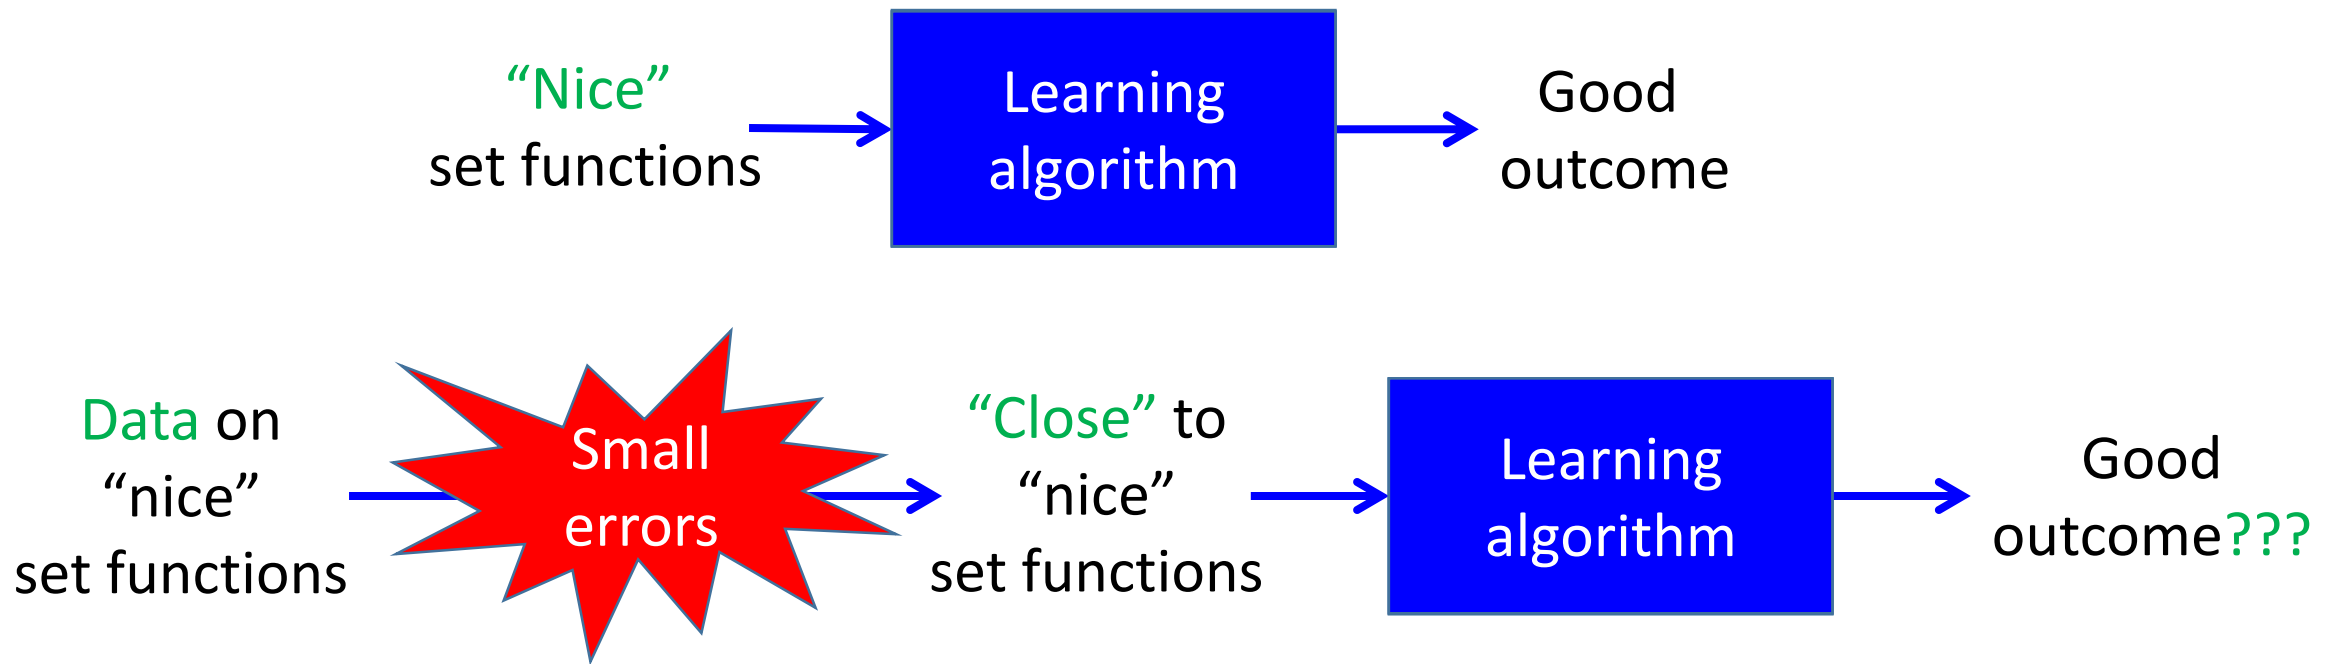 “Nice”
set functions
Learning
algorithm
Good
outcome
Data on
“nice”
set functions
Small
errors
“Close” to
“nice”
set functions
Learning
algorithm
Good
outcome???